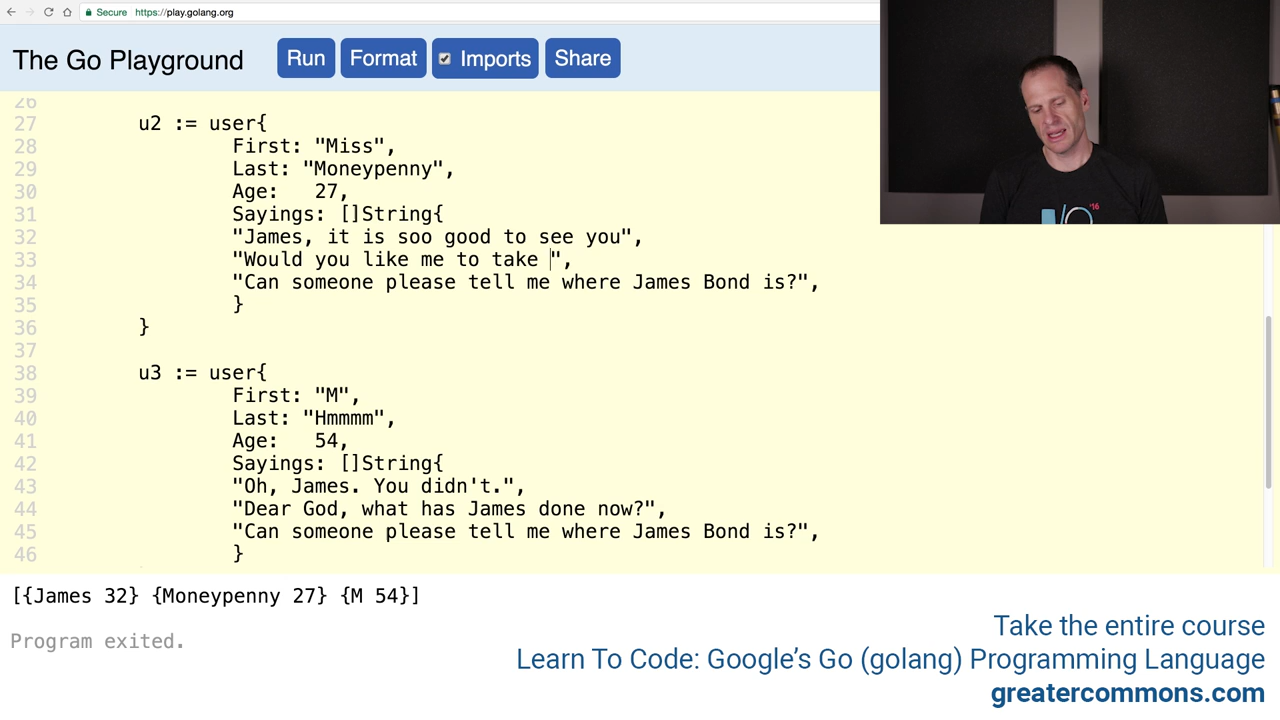 Secure https://play.golang.org
The Go Playground Run Format Imports Share
26
27 u2 := user{
28 First: "Miss",
29 Last: "Moneypenny",
30 Age: 27,
31 Sayings: []String{
32 "James, it is soo good to see you",
33 "Would you like me to take ",
34 "Can someone please tell me where James Bond is?",
35 }
36 }
37
38 u3 := user{
39 First: "M",
40 Last: "Hmmmm",
41 Age: 54,
42 Sayings: []String{
43 "Oh, James. You didn't.",
44 "Dear God, what has James done now?",
45 "Can someone please tell me where James Bond is?",
46 }
[{James 32} {Moneypenny 27} {M 54}]
Program exited.
I/O '16
Take the entire course
Learn To Code: Google’s Go (golang) Programming Language
greatercommons.com